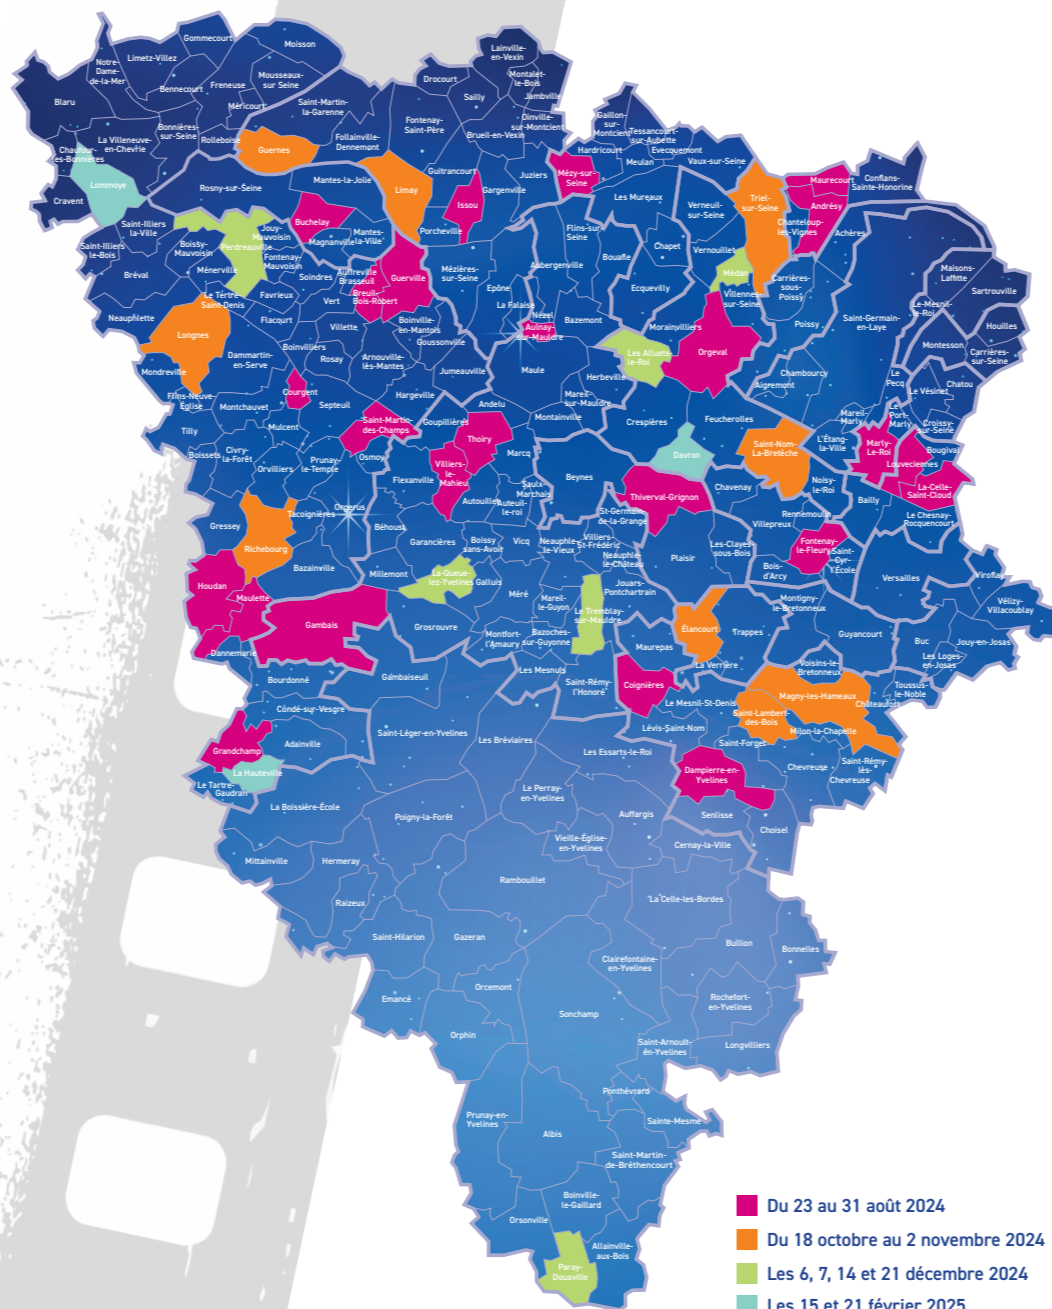 Gommecourt
Moisson
Notre-
Dame-
de-la-Mer
Limetz-Villez
Bennecourt
Freneuse
Mousseaux-
sur Seine
Méricourt
Blaru
Saint-Martin-
la-Garenne
Lainville-
en-Vexin
Drocourt
Montalet-
le-Bois
Sailly
Jambville
Fontenay-
Saint-Père
Oinville-
sur-Montcient
Brueil-en-Vexin
Gaillon-
sur-
Montcient
Tessancourt-
sur-Aubette
Hardricourt
Evecquemont
Meulan
Vaux-sur-Seine
La Villeneuve-
en-Chevrie
Bonnières-
sur-Seine
Rolleboise
Guernes
Follainville-
Dennemont
Chaufour-
les-Bonnières
Lommoye
Cravent
Rosny-sur-Seine
Mantes-la-Jolie
Limay
Guitrancourt
Issou
Gargenville
Juziers
Mézy-sur-
Seine
Les Mureaux
Verneuil-
sur-Seine
Triel-
sur-Seine
Maurecourt
Conflans-
Sainte-Honorine
Andrésy
Chanteloup-
les-Vignes
Achères
Saint-Illiers
la-Ville
Saint-Illiers
le-Bois
Boissy-
Mauvoisin
Perdreauville
Jouy-
Mauvoisin
Fontenay-
Mauvoisin
Buchelay
Magnanville
Mantes-
la-Ville
Porcheville
Bréval
Ménerville
Soindres
Auffreville
Brasseuil
Guerville
Mézières-
sur-Seine
Flins-sur-
Seine
Aubergenville
Bouafle
Chapet
Vernouillet
Médan
Ecquevilly
Villennes-
sur-Seine
Carrières-
sous-
Poissy
Maisons-
Laffitte
Sartrouville
Neauphlette
Le Tertre-
Saint-Denis
Favrieux
Vert
Breuil-
Bois-Robert
Epône
La Falaise
Nézel
Aulnay-
sur-Mauldre
Bazemont
Longnes
Flacourt
Villette
Boinville-
en-Mantois
Goussonville
Morainvilliers
Orgeval
Poissy
Saint-Germain-
en-Laye
Le-Mesnil-
le-Roi
Houilles
Montesson
Carrières-
sur-Seine
Mondreville
Dammartin-
en-Serve
Boinvilliers
Rosay
Arnouville-
lès-Mantes
Jumeauville
Maule
Herbeville
Les Alluets-
le-Roi
Aigremont
Chambourcy
Le
Pecq
Le Vésinet
Chatou
Flins-Neuve-
Église
Montchauvet
Courgent
Septeuil
Hargeville
Andelu
Mareil-
sur-Mauldre
Montainville
Crespières
Feucherolles
Mareil-
Marly
Le-
Port-
Marly
Croissy-
sur-Seine
Tilly
Mulcent
Saint-Martin-
des-Champs
Goupillières
Thoiry
Davron
Saint-Nom-
La-Bretèche
L'Étang-
la-Ville
Marly-
Le-Roi
Bougival
Louveciennes
La-Celle-
Saint-Cloud
Boissets
Civry-
la-Forêt
Orvilliers
Prunay-
le-Temple
Osmoy
Flexanville
Villiers-
le-
Mahieu
Marcq
Saulx-
Marchais
Beynes
Thiverval-Grignon
Chavenay
Noisy-
le-Roi
Bailly
Le Chesnay-
Rocquencourt
Gressey
Richebourg
Tacoignières
Orgerus
Béhoust
Autouillet
Auteuil-
le-roi
St-Germain-
de-la-Grange
Villepreux
Rennemoulin
Bazainville
Garancières
Boissy
sans-Avoir
Vicq
Neauphle-
le-Vieux
Villiers-
St-Frédéric
Neauphle-
le-Château
Plaisir
Les-Clayes-
sous-Bois
Fontenay-
le-Fleury
Saint-
Cyr-
l'École
Bois-
d'Arcy
Versailles
Viroflay
Houdan
Maulette
Millemont
La-Queue-
lez-Yvelines
Galluis
Méré
Mareil-
le-Guyon
Le Tremblay-
sur-Mauldre
Jouars-
Pontchartrain
Élancourt
Trappes
Montigny-
le-Bretonneux
Guyancourt
Vélizy-
Villacoublay
Buc
Jouy-en-Josas
Les Loges-
en-Josas
Gambais
Grosrouvre
Montfort-
l'Amaury
Bazoches-
sur-Guyonne
Maurepas
La Verrière
Voisins-le-
Bretonneux
Dannemarie
Bourdonné
Gambaiseuil
Les Mesnuls
Saint-Rémy-
l'Honoré
Coignières
Le Mesnil-St-Denis
Magny-les-Hameaux
Châteaufort
Toussus-
le-Noble
Condé-sur-Vesgre
Saint-Lambert-
des-Bois
Milon-la-Chapelle
Grandchamp
Adainville
Saint-Léger-en-Yvelines
Les Bréviaires
Les Essarts-le-Roi
Lévis-Saint-Nom
Saint-Forget
Chevreuse
Saint-Rémy-
lès-
Chevreuse
La Hauteville
Le Tartre-
Gaudran
Dampierre-en-
Yvelines
La Boissière-École
Poigny-la-Forêt
Le Perray-
en-Yvelines
Auffargis
Senlisse
Choisel
Mittainville
Hermeray
Vieille-Église-
en-Yvelines
Cernay-la-Ville
Rambouillet
Raizeux
La Celle-les-Bordes
Saint-Hilarion
Gazeran
Bullion
Bonnelles
Clairefontaine-
en-Yvelines
Emancé
Orcemont
Rochefort-
en-Yvelines
Sonchamp
Orphin
Saint-Arnoult-
en-Yvelines
Longvilliers
Ponthévrard
Prunay-en-
Yvelines
Sainte-Mesme
Albis
Saint-Martin-
de-Bréthencourt
Boinville-
le-Gaillard
Orsonville
Allainville-
aux-Bois
Paray-
Douaville
Du 23 au 31 août 2024
Du 18 octobre au 2 novembre 2024
Les 6, 7, 14 et 21 décembre 2024
Les 15 et 21 février 2025